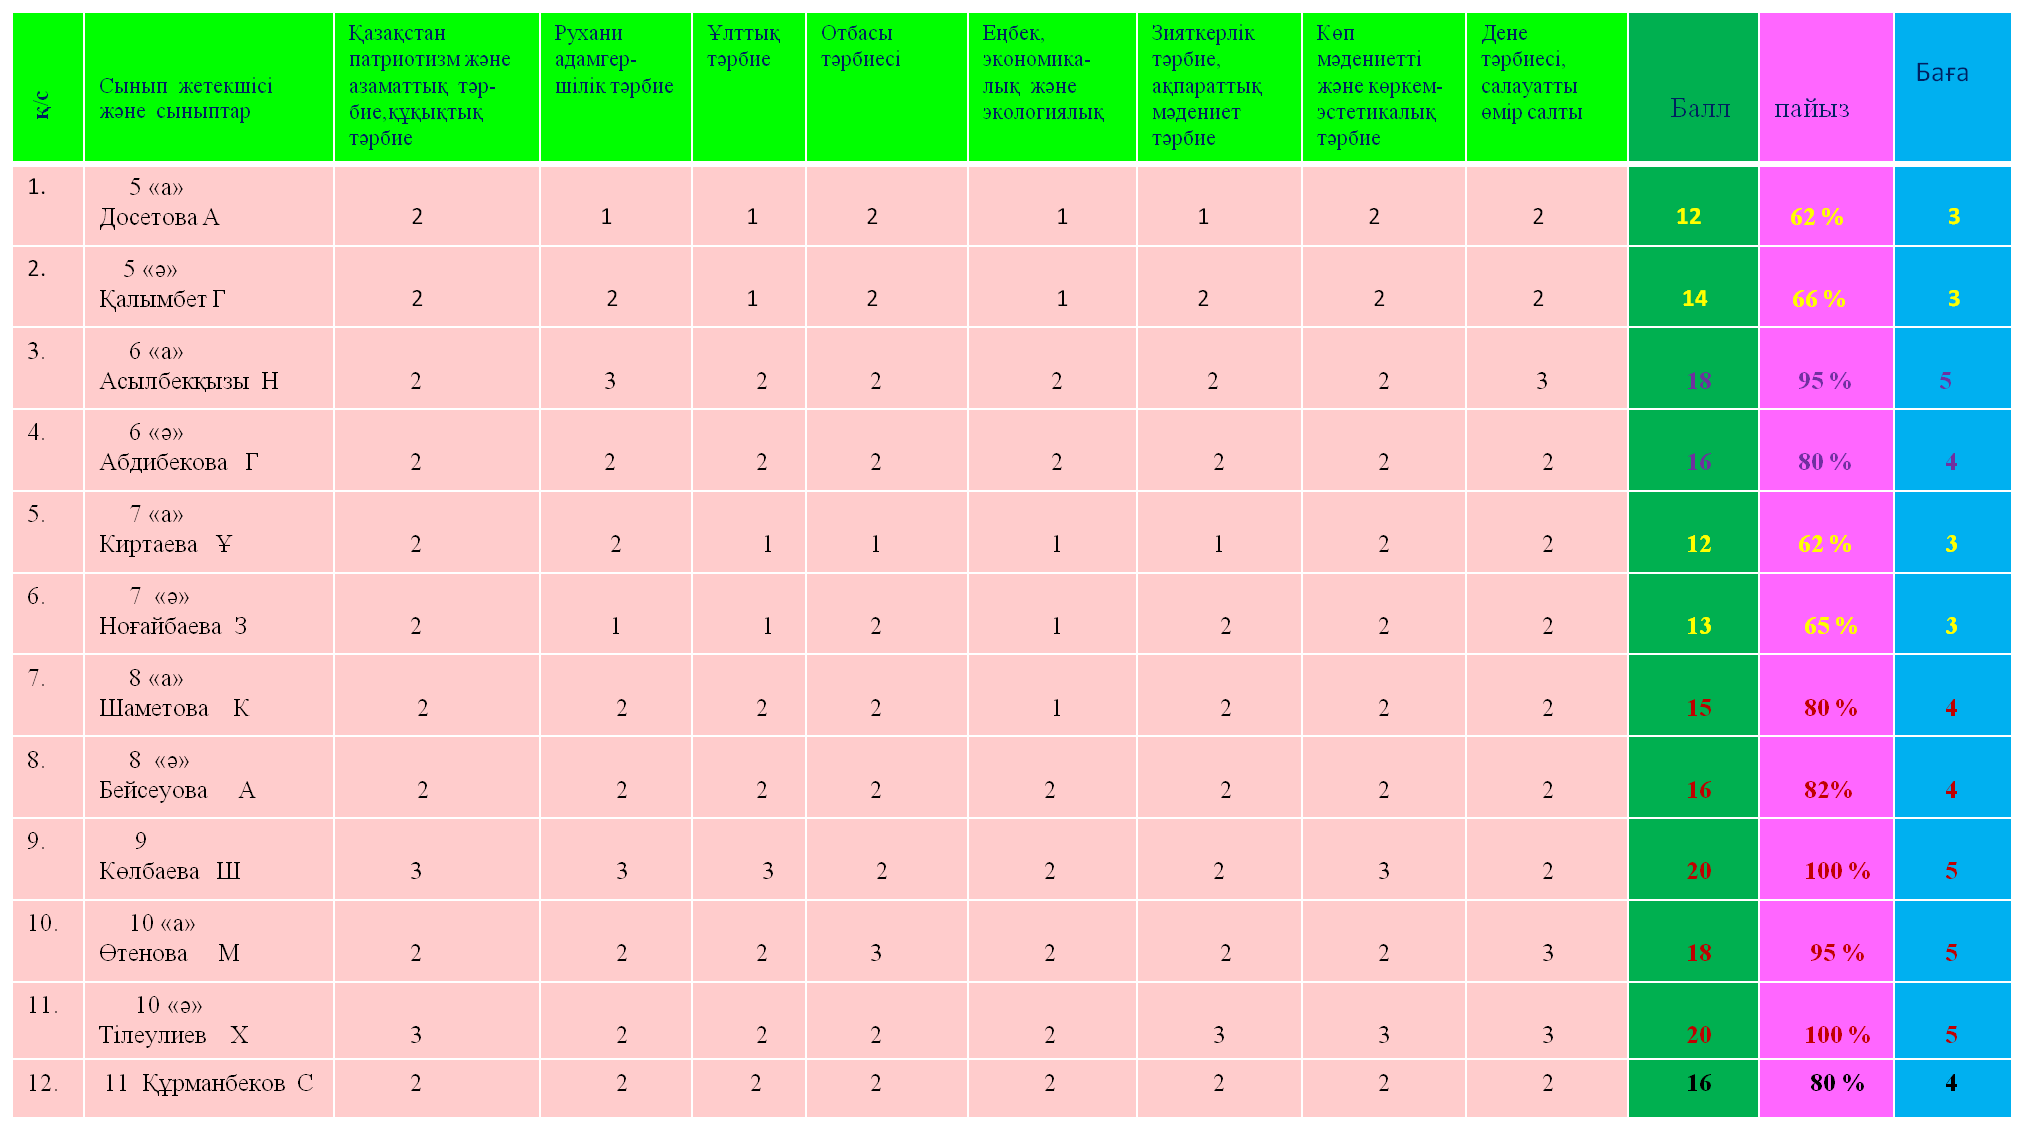 қ/с
Сынып жетекшісі
және сыныптар
Қазақстан
патриотизм және
азаматтық тәр-
бие,құқықтық
тәрбие
Рухани
адамгер-
шілік тәрбие
Ұлттық
тәрбие
Отбасы
тәрбиесі
Еңбек,
экономика-
лық және
экологиялық
Зияткерлік
тәрбие,
ақпараттық
мәдениет
тәрбие
Көп
мәдениетті
және көркем-
эстетикалық
тәрбие
Дене
тәрбиесі,
салауатты
өмір салты
Балл
пайыз
Баға
1. 5 «а»
Досетова А 2 1 1 2 1 1 2 2 12 62 % 3
2. 5 «ә»
Қалымбет Г 2 2 1 2 1 2 2 2 14 66 % 3
3. 6 «а»
Асылбекқызы Н 2 3 2 2 2 2 2 3 18 95 % 5
4. 6 «ә»
Абдибекова Г 2 2 2 2 2 2 2 2 16 80 % 4
5. 7 «а»
Киртаева Ұ 2 2 1 1 1 1 2 2 12 62 % 3
6. 7 «ә»
Ноғайбаева З 2 1 1 2 1 2 2 2 13 65 % 3
7. 8 «а»
Шаметова К 2 2 2 2 1 2 2 2 15 80 % 4
8. 8 «ә»
Бейсеуова А 2 2 2 2 2 2 2 2 16 82% 4
9. 9
Көлбаева Ш 3 3 3 2 2 2 3 2 20 100 % 5
10. 10 «а»
Өтенова М 2 2 2 3 2 2 2 3 18 95 % 5
11. 10 «ә»
Тілеулиев Х 3 2 2 2 2 3 3 3 20 100 % 5
12. 11 Құрманбеков С 2 2 2 2 2 2 2 2 16 80 % 4